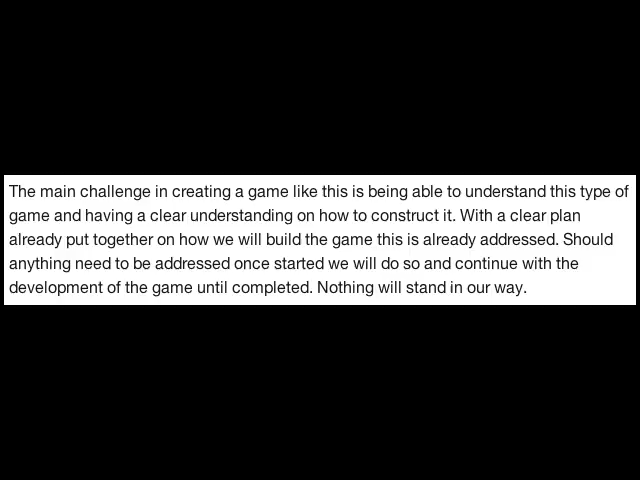 The main challenge in creating a game like this is being able to understand this type of
game and having a clear understanding on how to construct it. With a clear plan
already put together on how we will build the game this is already addressed. Should
anything need to be addressed once started we will do so and continue with the
development of the game until completed. Nothing will stand in our way.